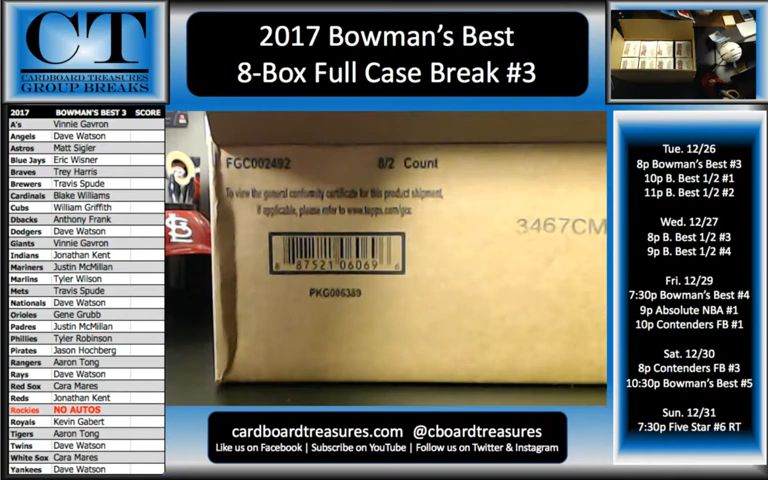 CT
CARDBOARD TREASURES
GROUP BREAKS
2017 Bowman's Best
8-Box Full Case Break #3
2017 BOWMAN'S BEST 3 SCORE
A's Vinnie Gavron
Angels Dave Watson
Astros Matt Sigler
Blue Jays Eric Wisner
Braves Trey Harris
Brewers Travis Spude
Cardinals Blake Williams
Cubs William Griffith
Dbacks Anthony Frank
Dodgers Dave Watson
Giants Vinnie Gavron
Indians Jonathan Kent
Mariners Justin McMillan
Marlins Tyler Wilson
Mets Travis Spude
Nationals Dave Watson
Orioles Gene Grubb
Padres Justin McMillan
Phillies Tyler Robinson
Pirates Jason Hochberg
Rangers Aaron Tong
Rays Dave Watson
Red Sox Cara Mares
Reds Jonathan Kent
Rockies NO AUTOS
Royals Kevin Gabert
Tigers Aaron Tong
Twins Dave Watson
White Sox Cara Mares
Yankees Dave Watson
FGC002492 8/2 Count
To view the general conformity certificate for this product shipment,
if applicable, please refer to www.topps.com/gcc
3467CM
8 87521 06069 6
PKG006389
Tue. 12/26
8p Bowman's Best #3
10p B. Best 1/2 #1
11p B. Best 1/2 #2
Wed. 12/27
8p B. Best 1/2 #3
9p B. Best 1/2 #4
Fri. 12/29
7:30p Bowman's Best #4
9p Absolute NBA #1
10p Contenders FB #1
Sat. 12/30
8p Contenders FB #3
10:30p Bowman's Best #5
Sun. 12/31
7:30p Five Star #6 RT
cardboardtreasures.com @cboardtreasures
Like us on Facebook | Subscribe on YouTube | Follow us on Twitter & Instagram